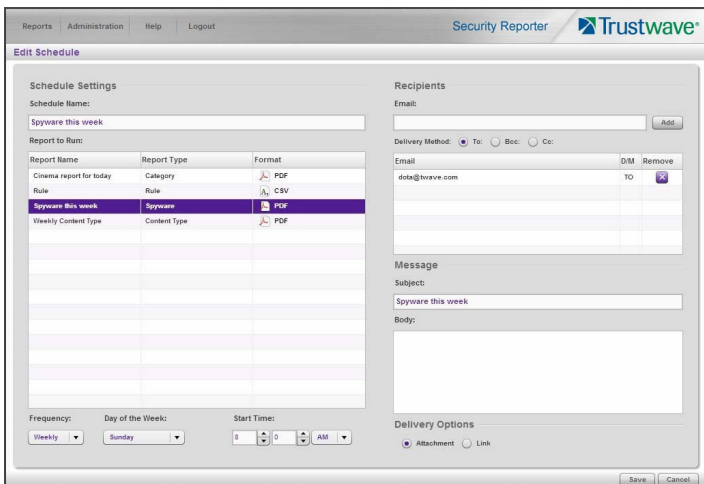 Reports Administration Help Logout
Security Reporter
Trustwave®
Edit Schedule
Schedule Settings
Schedule Name:
Spyware this week
Report to Run:
Report Name Report Type Format
Cinema report for today Category PDF
Rule Rule CSV
Spyware this week Spyware PDF
Weekly Content Type Content Type PDF
Frequency: Day of the Week: Start Time:
Weekly Sunday 8 0 AM
Recipients
Email:
Add
Delivery Method: To: Bcc: Cc:
Email D/M Remove
dota@twave.com TO X
Message
Subject:
Spyware this week
Body:
Delivery Options
Attachment Link
Save Cancel